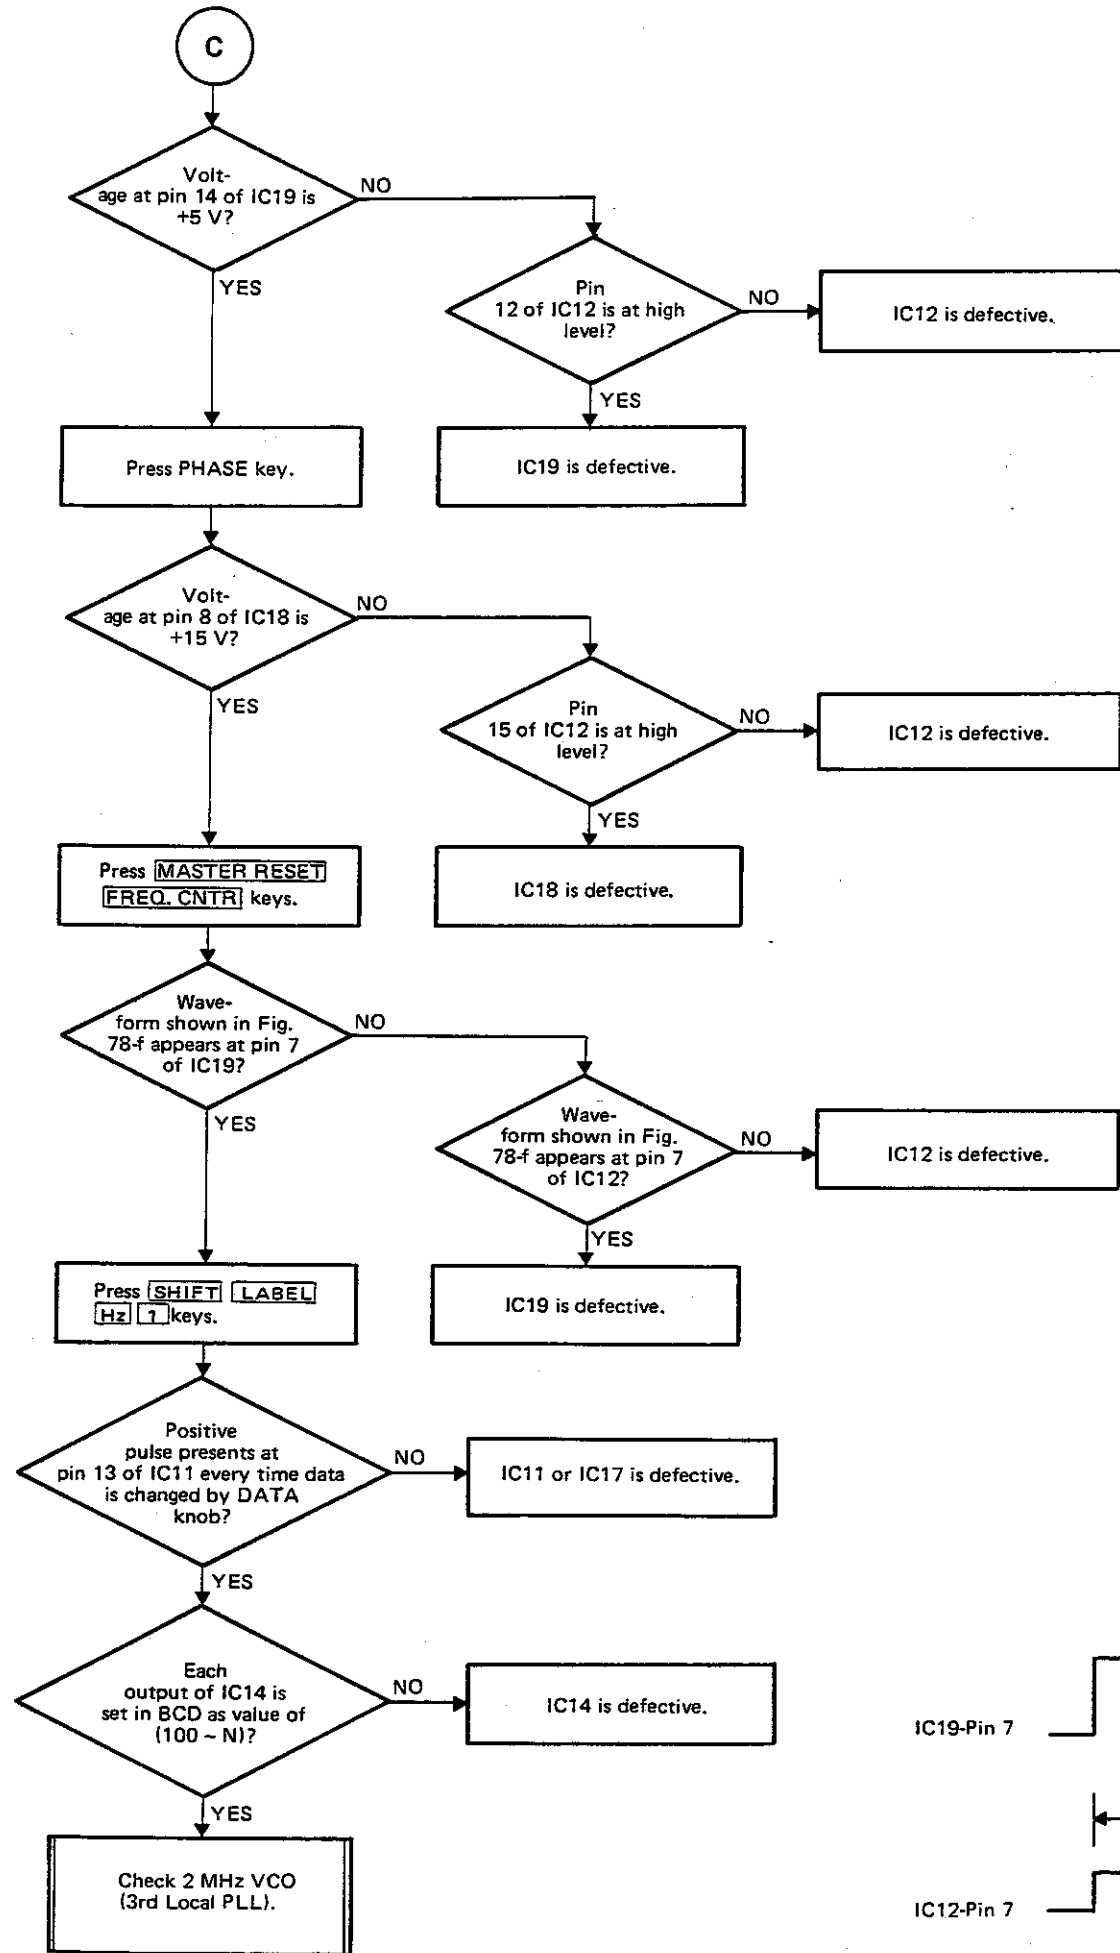 C
Volt-
age at pin 14 of IC19 is
+5 V?
NO
YES
Pin
12 of IC12 is at high
level?
NO
IC12 is defective.
YES
Press PHASE key.
IC19 is defective.
Volt-
age at pin 8 of IC18 is
+15 V?
NO
YES
Pin
15 of IC12 is at high
level?
NO
IC12 is defective.
YES
Press MASTER RESET
FREQ. CNTR keys.
IC18 is defective.
Wave-
form shown in Fig.
78-f appears at pin 7
of IC19?
NO
YES
Wave-
form shown in Fig.
78-f appears at pin 7
of IC12?
NO
IC12 is defective.
YES
Press SHIFT LABEL
Hz 1 keys.
IC19 is defective.
Positive
pulse presents at
pin 13 of IC11 every time data
is changed by DATA
knob?
NO
IC11 or IC17 is defective.
YES
Each
output of IC14 is
set in BCD as value of
(100 ~ N)?
NO
IC14 is defective.
YES
Check 2 MHz VCO
(3rd Local PLL).
IC19-Pin 7
IC12-Pin 7